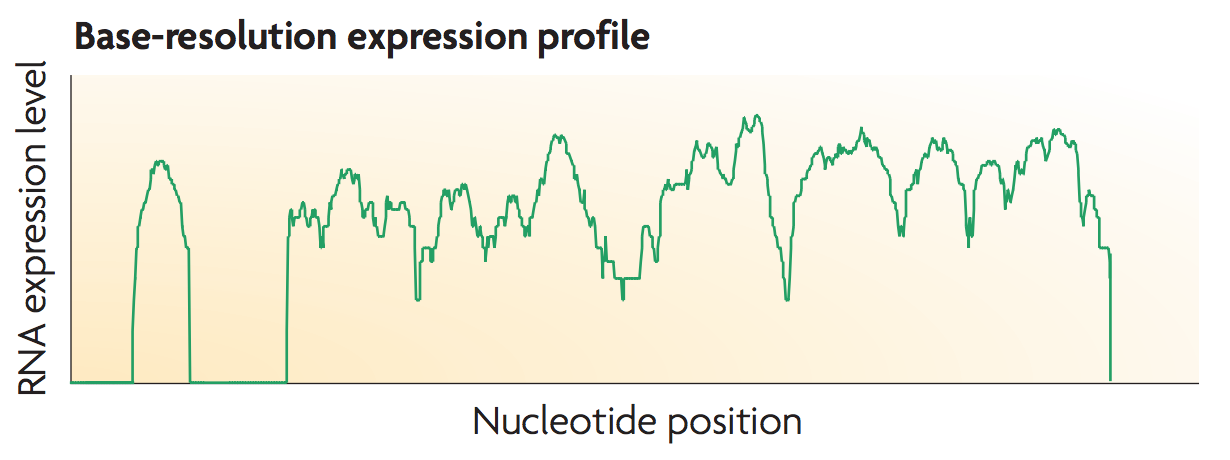 Base-resolution expression profile
RNA expression level
Nucleotide position